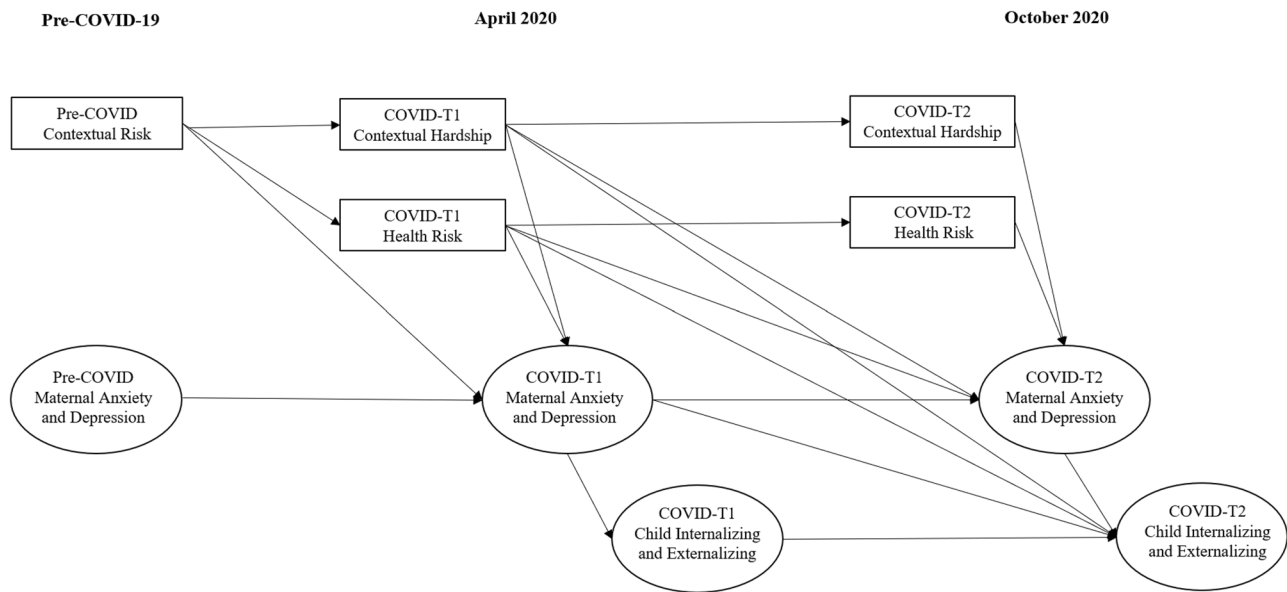 Pre-COVID-19
April 2020
October 2020
Pre-COVID
Contextual Risk
COVID-T1
Contextual Hardship
COVID-T2
Contextual Hardship
COVID-T1
Health Risk
COVID-T2
Health Risk
Pre-COVID
Maternal Anxiety
and Depression
COVID-T1
Maternal Anxiety
and Depression
COVID-T2
Maternal Anxiety
and Depression
COVID-T1
Child Internalizing
and Externalizing
COVID-T2
Child Internalizing
and Externalizing